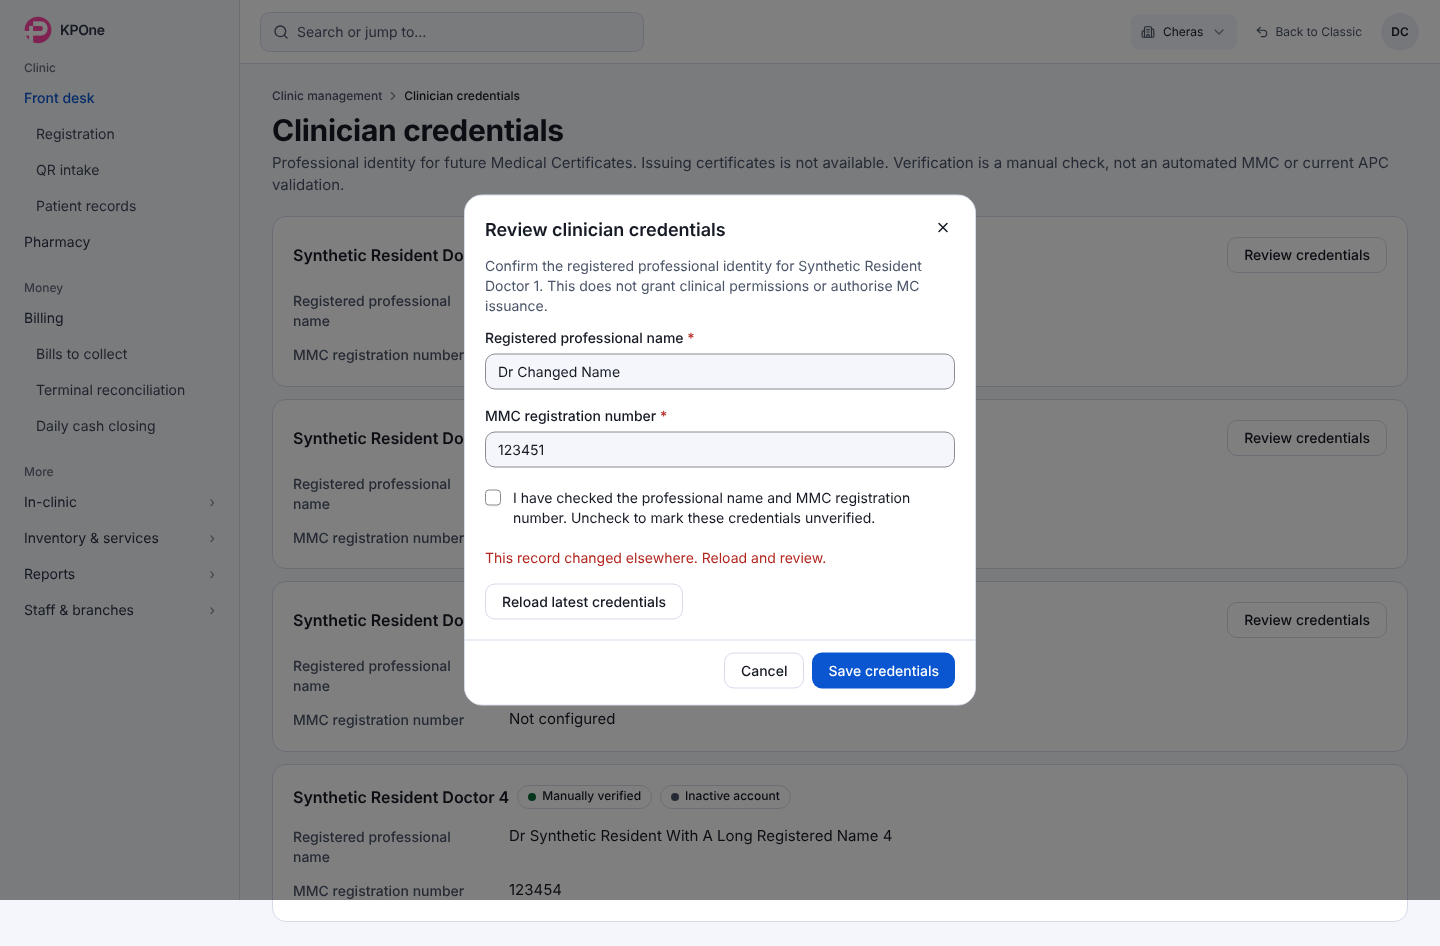 KPOne
Search or jump to...
Cheras
Back to Classic
DC
Clinic
Front desk
Registration
QR intake
Patient records
Pharmacy
Money
Billing
Bills to collect
Terminal reconciliation
Daily cash closing
More
In-clinic
Inventory & services
Reports
Staff & branches
Clinic management > Clinician credentials
Clinician credentials
Professional identity for future Medical Certificates. Issuing certificates is not available. Verification is a manual check, not an automated MMC or current APC
validation.
Synthetic Resident Do
Review credentials
Registered professional
name
MMC registration number
Synthetic Resident Do
Review credentials
Registered professional
name
MMC registration number
Synthetic Resident Do
Review credentials
Registered professional
name
MMC registration number
Not configured
Synthetic Resident Doctor 4
Manually verified
Inactive account
Registered professional
name
Dr Synthetic Resident With A Long Registered Name 4
MMC registration number
123454
Review clinician credentials
Confirm the registered professional identity for Synthetic Resident
Doctor 1. This does not grant clinical permissions or authorise MC
issuance.
Registered professional name *
Dr Changed Name
MMC registration number *
123451
I have checked the professional name and MMC registration
number. Uncheck to mark these credentials unverified.
This record changed elsewhere. Reload and review.
Reload latest credentials
Cancel
Save credentials